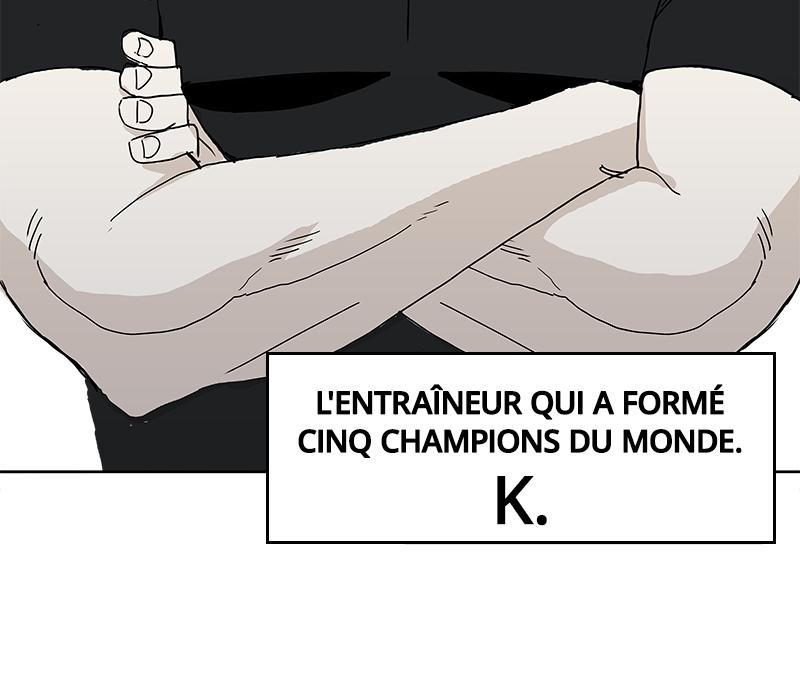 L'ENTRAÎNEUR QUI A FORMÉ
CINQ CHAMPIONS DU MONDE.
K.